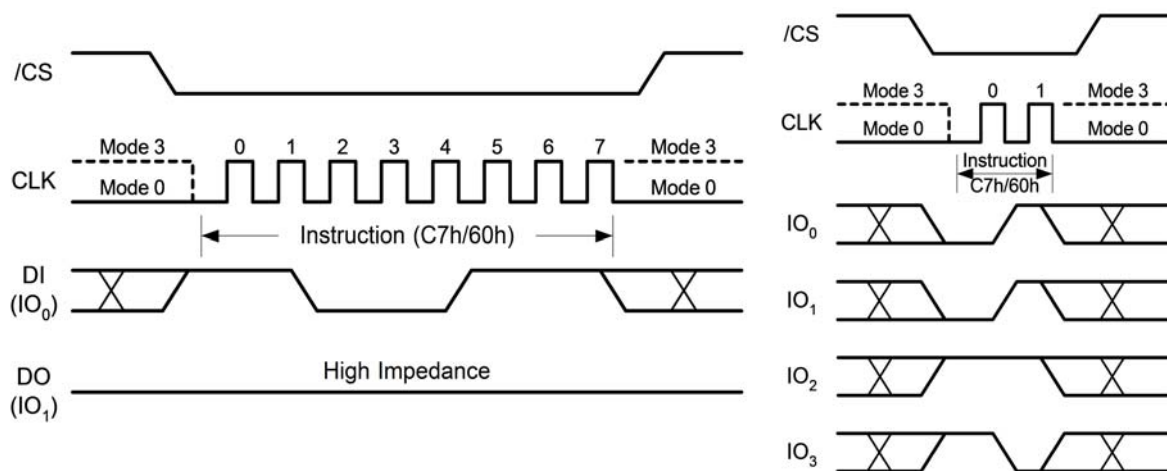 /CS
Mode 3
0 1 2 3 4 5 6 7
Mode 3
CLK
Mode 0
Mode 0
Instruction (C7h/60h)
DI
(IO0)
High Impedance
DO
(IO1)
/CS
Mode 3
0 1
Mode 3
CLK
Mode 0
Mode 0
Instruction
C7h/60h
IO0
IO1
IO2
IO3